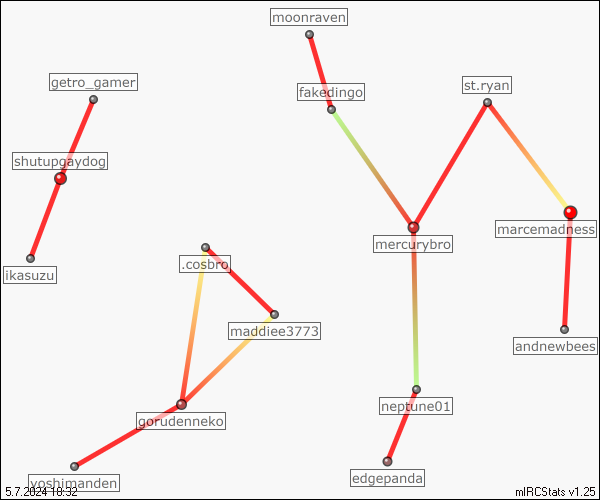 moonraven
getro_gamer
fakedingo
st.ryan
shutupgaydog
marcemadness
mercurybro
.cosbro
ikasuzu
maddiee3773
andnewbees
neptune01
gorudenneko
edgepanda
yoshimanden
5.7.2024 18:32
mIRCStats v1.25